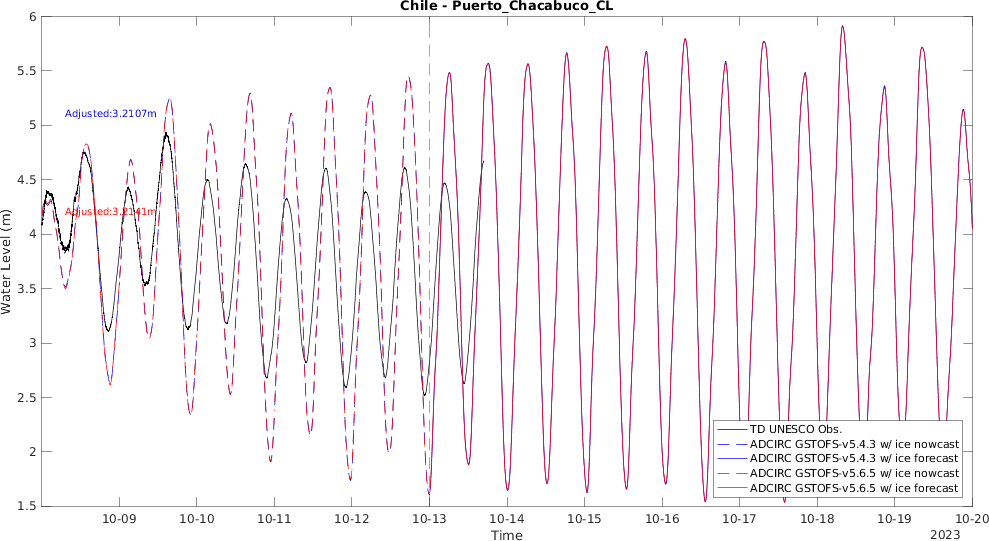 Chile - Puerto_Chacabuco_CL
6
5.5
5
4.5
4
3.5
3
2.5
2
1.5
Water Level (m)
Adjusted:3.2107m
Adjusted:3.2141m
TD UNESCO Obs.
ADCIRC GSTOFS-v5.4.3 w/ ice nowcast
ADCIRC GSTOFS-v5.4.3 w/ ice forecast
ADCIRC GSTOFS-v5.6.5 w/ ice nowcast
ADCIRC GSTOFS-v5.6.5 w/ ice forecast
10-09 10-10 10-11 10-12 10-13 10-14 10-15 10-16 10-17 10-18 10-19 10-20
Time
2023